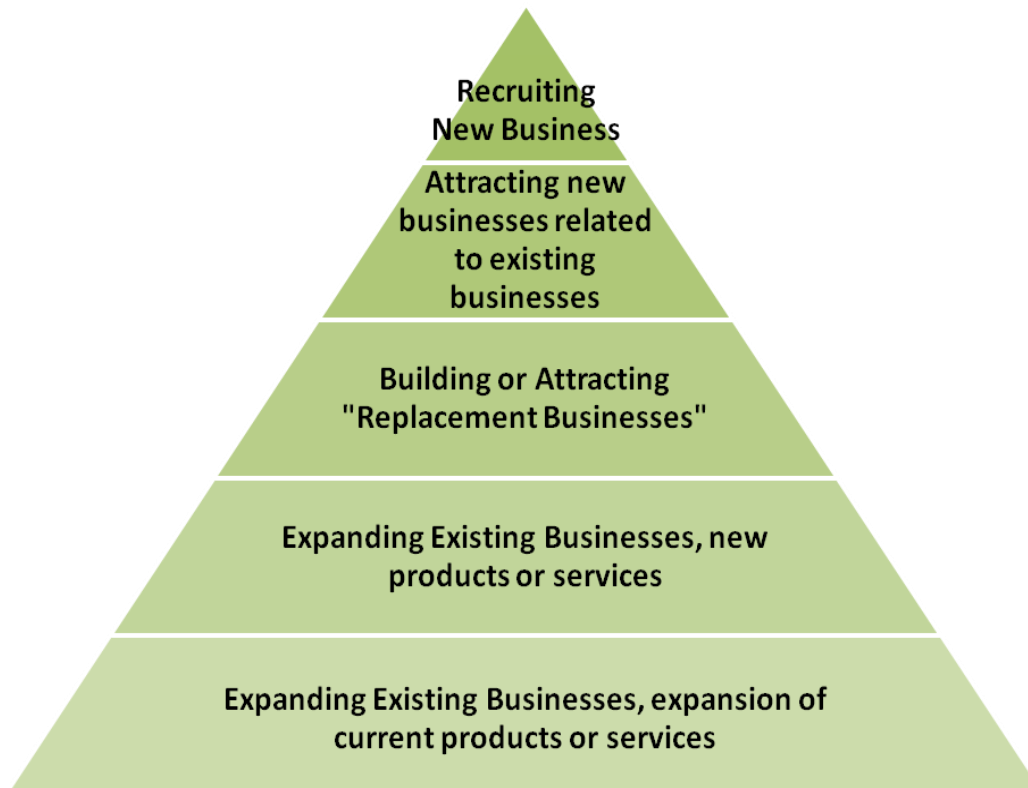 Recruiting
New Business
Attracting new
businesses related
to existing
businesses
Building or Attracting
"Replacement Businesses"
Expanding Existing Businesses, new
products or services
Expanding Existing Businesses, expansion of
current products or services